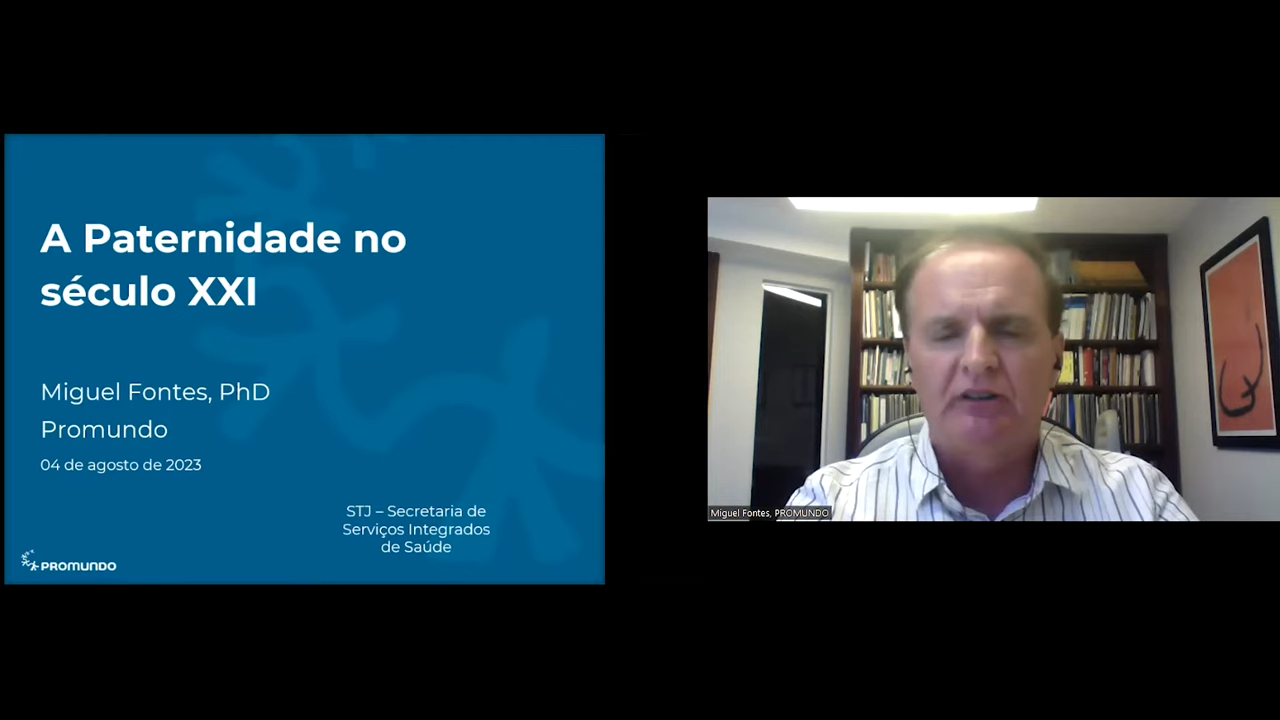 A Paternidade no
século XXI
Miguel Fontes, PhD
Promundo
04 de agosto de 2023
STJ – Secretaria de
Serviços Integrados
de Saúde
PROMUNDO
Miguel Fontes, PROMUNDO